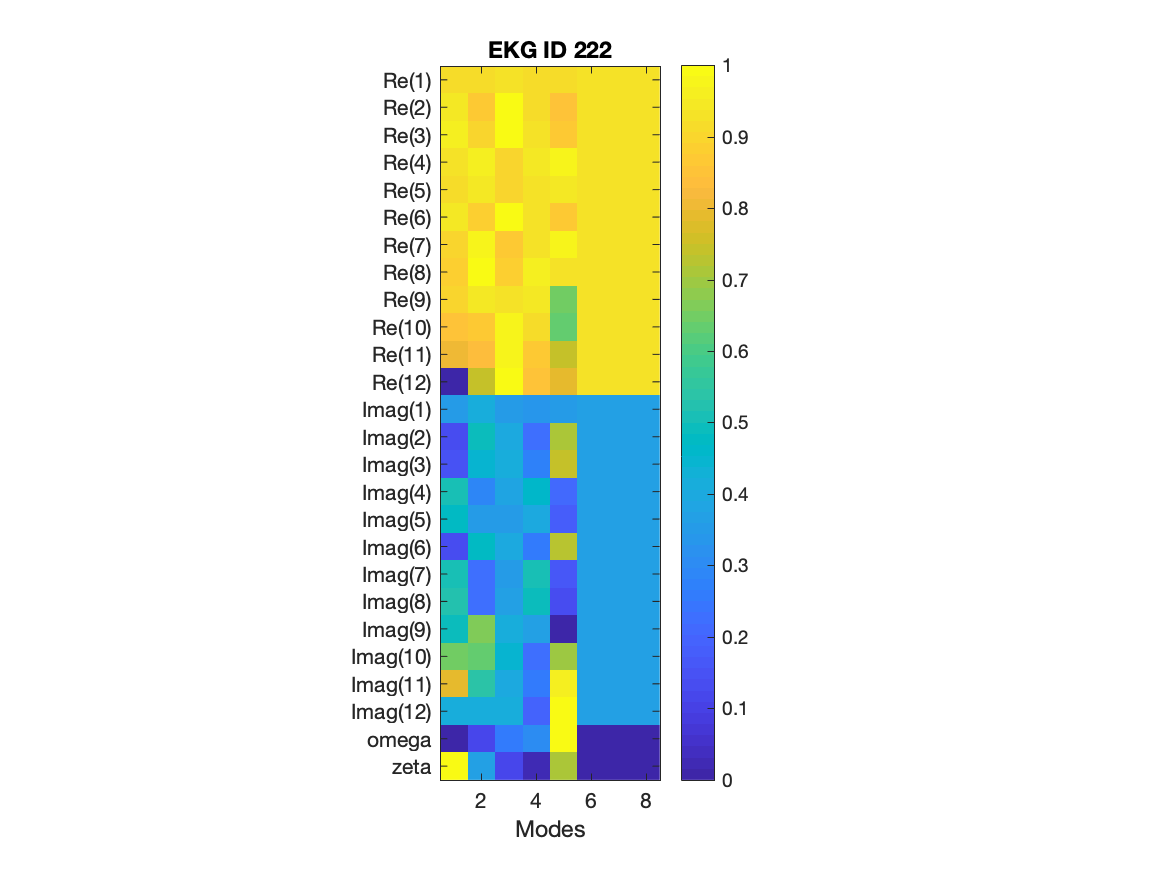 EKG ID 222
Re(1)
Re(2)
Re(3)
Re(4)
Re(5)
Re(6)
Re(7)
Re(8)
Re(9)
Re(10)
Re(11)
Re(12)
Imag(1)
Imag(2)
Imag(3)
Imag(4)
Imag(5)
Imag(6)
Imag(7)
Imag(8)
Imag(9)
Imag(10)
Imag(11)
Imag(12)
omega
zeta
2 4 6 8
Modes
1
0.9
0.8
0.7
0.6
0.5
0.4
0.3
0.2
0.1
0